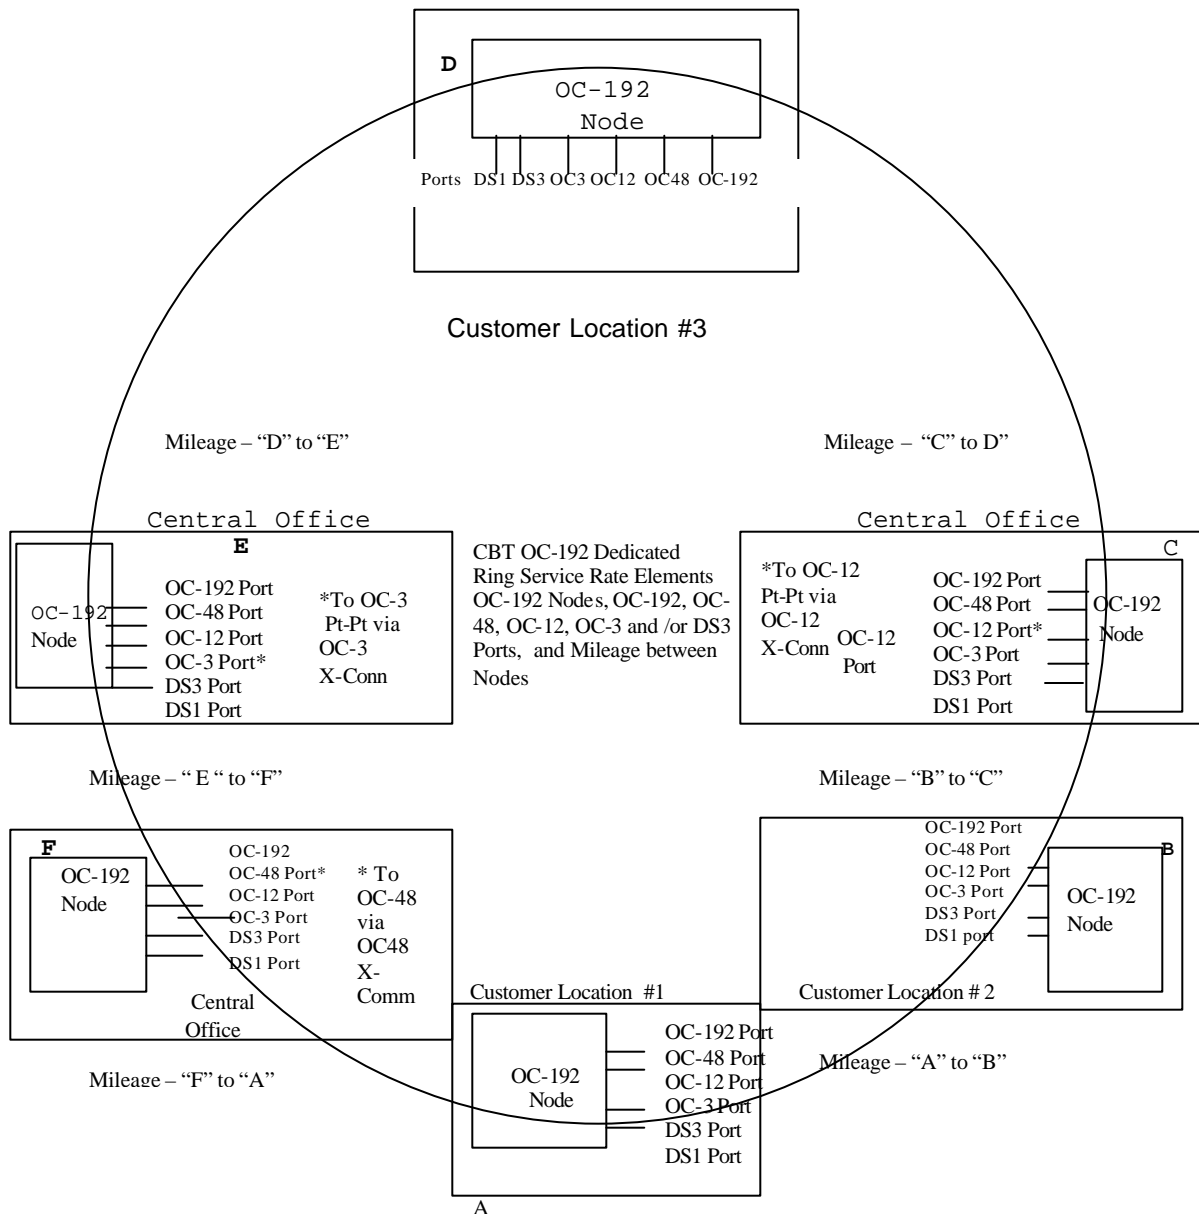 D
OC-192
Node
Ports DS1 DS3 OC3 OC12 OC48 OC-192
Customer Location #3
Mileage – “D” to “E”
Mileage – “C” to D”
Central Office
E
OC-192
Node
OC-192 Port
OC-48 Port
OC-12 Port
OC-3 Port*
DS3 Port
DS1 Port
*To OC-3
Pt-Pt via
OC-3
X-Conn
CBT OC-192 Dedicated
Ring Service Rate Elements
OC-192 Nodes, OC-192, OC-
48, OC-12, OC-3 and /or DS3
Ports, and Mileage between
Nodes
Central Office
C
*To OC-12
Pt-Pt via
OC-12
X-Conn
OC-12
Port
OC-192 Port
OC-48 Port
OC-12 Port*
OC-3 Port
DS3 Port
DS1 Port
OC-192
Node
Mileage – “ E “ to “F”
Mileage – “B” to “C”
F
OC-192
Node
OC-192
OC-48 Port*
OC-12 Port
OC-3 Port
DS3 Port
DS1 Port
* To
OC-48
via
OC48
X-
Comm
Central
Office
OC-192 Port
OC-48 Port
OC-12 Port
OC-3 Port
DS3 Port
DS1 port
B
OC-192
Node
Customer Location # 2
Customer Location #1
OC-192
Node
OC-192 Port
OC-48 Port
OC-12 Port
OC-3 Port
DS3 Port
DS1 Port
Mileage – “F” to “A”
Mileage – “A” to “B”
A